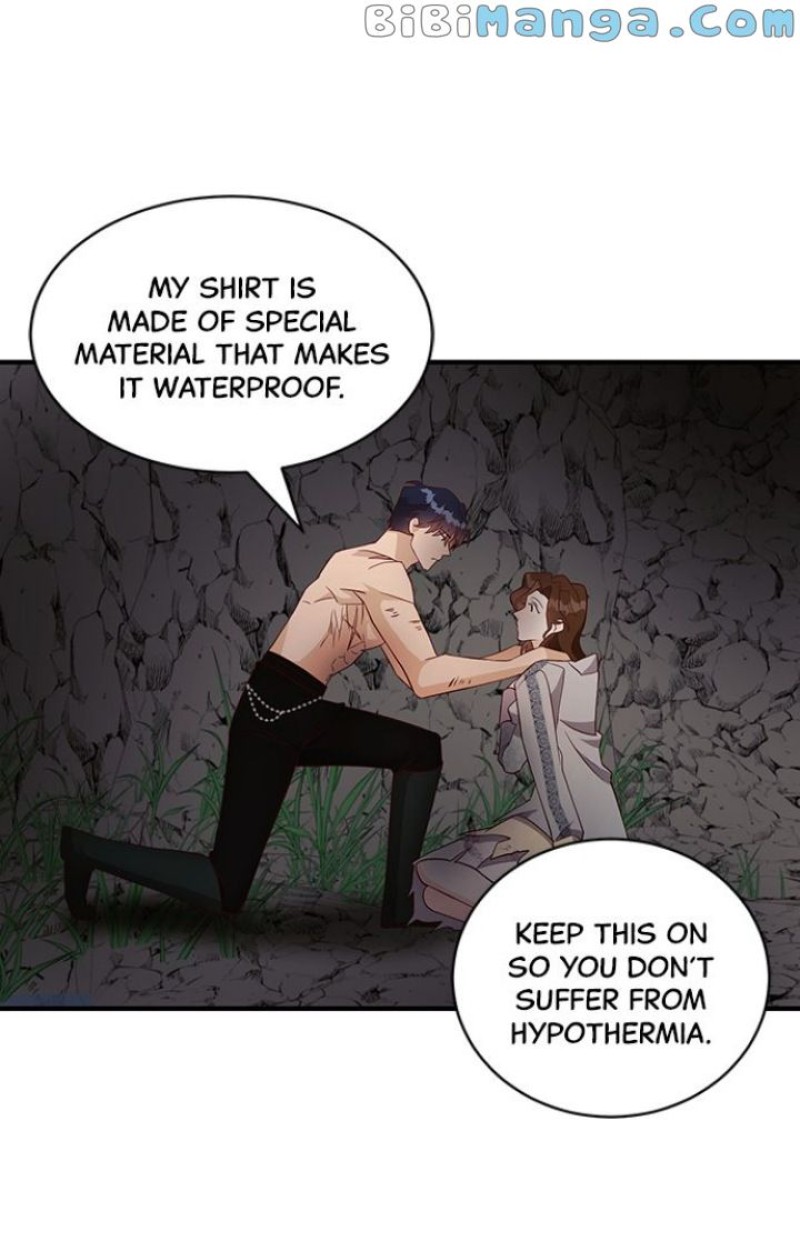 BiBiManga.com
MY SHIRT IS
MADE OF SPECIAL
MATERIAL THAT MAKES
IT WATERPROOF.
KEEP THIS ON
SO YOU DON'T
SUFFER FROM
HYPOTHERMIA.